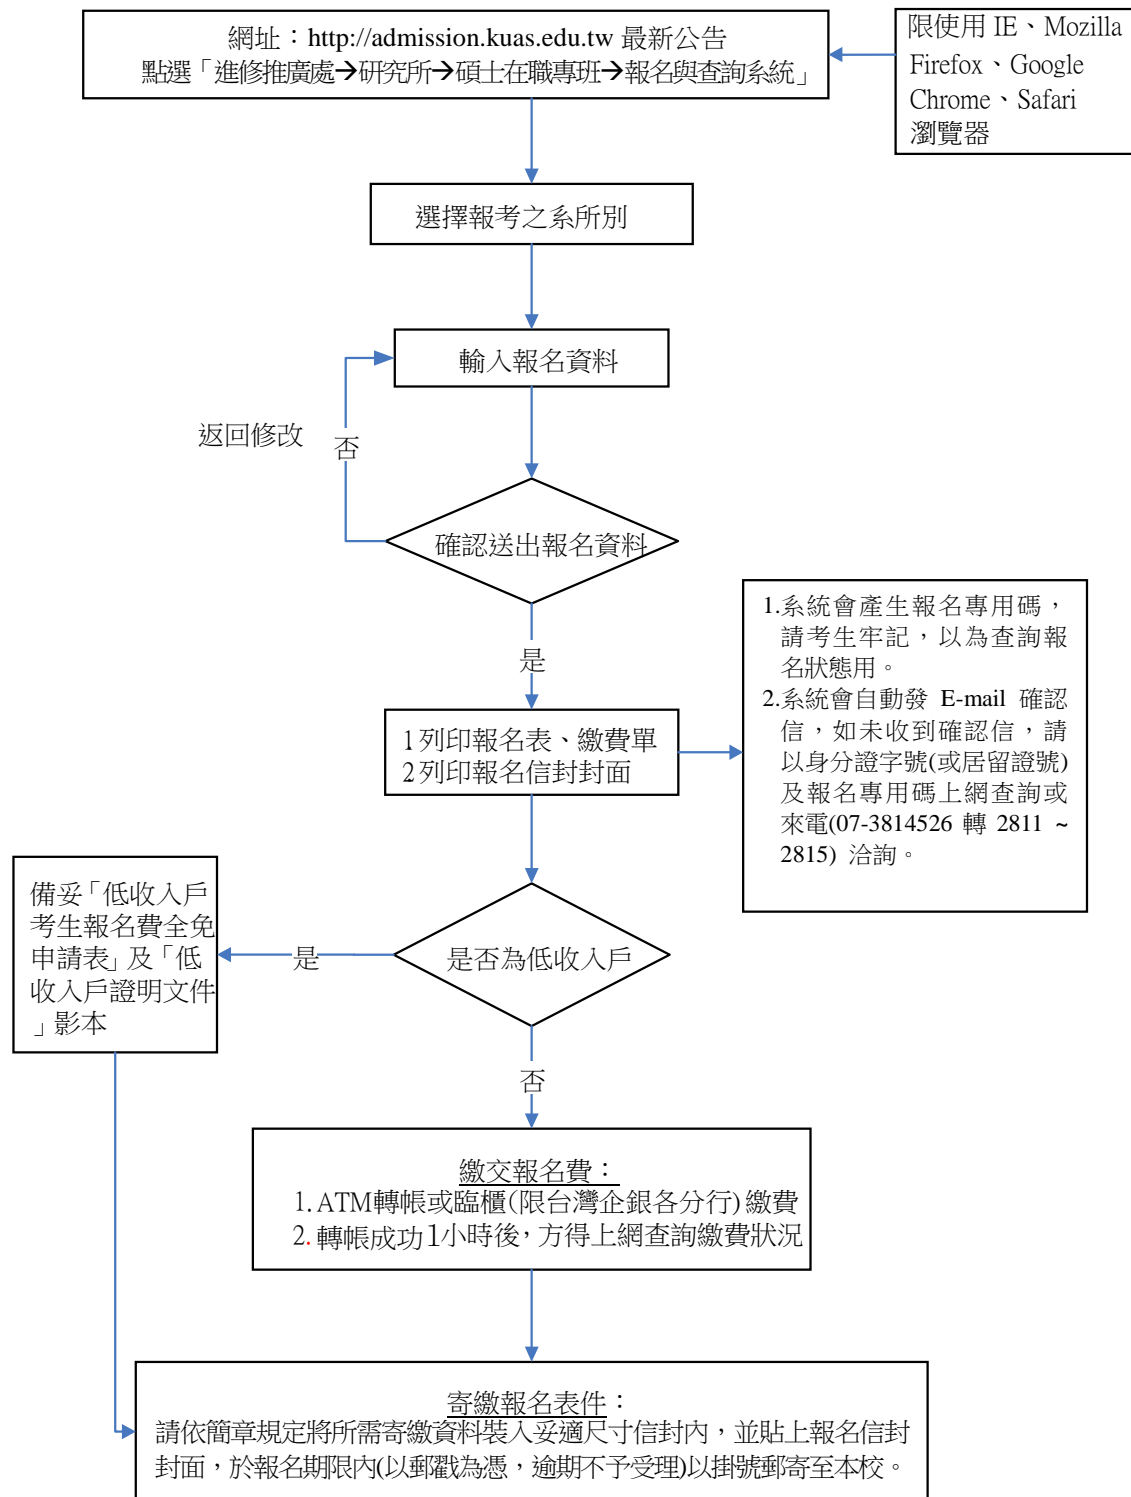 網址：http://admission.kuas.edu.tw 最新公告
點選「進修推廣處→研究所→碩士在職專班→報名與查詢系統」
限使用 IE、Mozilla
Firefox、Google
Chrome、Safari
瀏覽器
選擇報考之系所別
輸入報名資料
返回修改
否
確認送出報名資料
是
1.系統會產生報名專用碼，
請考生牢記，以為查詢報
名狀態用。
2.系統會自動發 E-mail 確認
信，如未收到確認信，請
以身分證字號(或居留證號)
及報名專用碼上網查詢或
來電(07-3814526 轉 2811 ~
2815) 洽詢。
1列印報名表、繳費單
2列印報名信封封面
備妥「低收入戶
考生報名費全免
申請表」及「低
收入戶證明文件
」影本
是
是否為低收入戶
否
繳交報名費：
1. ATM轉帳或臨櫃(限台灣企銀各分行) 繳費
2. 轉帳成功1小時後，方得上網查詢繳費狀況
寄繳報名表件：
請依簡章規定將所需寄繳資料裝入妥適尺寸信封內，並貼上報名信封
封面，於報名期限內(以郵戳為憑，逾期不予受理)以掛號郵寄至本校。